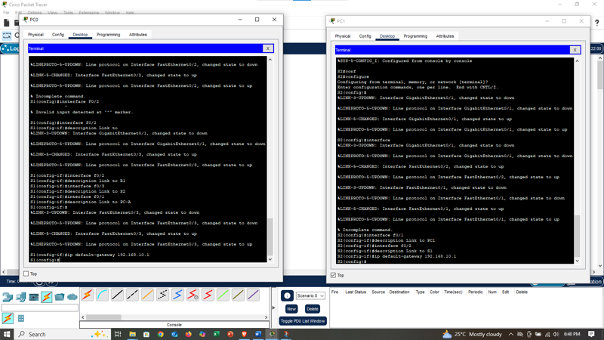 Cisco Packet Tracer
PC0
Physical Config Desktop Programming Attributes
Terminal
X
%LINEPROTO-5-UPDOWN: Line protocol on Interface FastEthernet0/2, changed state to down
%LINK-5-CHANGED: Interface FastEthernet0/2, changed state to up
%LINEPROTO-5-UPDOWN: Line protocol on Interface FastEthernet0/2, changed state to up
% Incomplete command.
S1(config)#interface F0/2
% Invalid input detected at '^' marker.
S1(config)#interface f0/2
S1(config-if)#description Link to
%LINK-3-UPDOWN: Interface GigabitEthernet0/1, changed state to down
%LINEPROTO-5-UPDOWN: Line protocol on Interface GigabitEthernet0/1, changed state to down
%LINK-5-CHANGED: Interface FastEthernet0/2, changed state to up
%LINEPROTO-5-UPDOWN: Line protocol on Interface FastEthernet0/2, changed state to up
S1(config-if)#interface f0/2
S1(config-if)#description link to S1
S1(config-if)#interface f0/3
S1(config-if)#description link to S2
S1(config-if)#interface f0/1
S1(config-if)#description link to PC-A
S1(config-if)#
%LINK-3-UPDOWN: Interface FastEthernet0/1, changed state to down
%LINEPROTO-5-UPDOWN: Line protocol on Interface FastEthernet0/1, changed state to down
%LINK-5-CHANGED: Interface FastEthernet0/1, changed state to up
%LINEPROTO-5-UPDOWN: Line protocol on Interface FastEthernet0/1, changed state to up
S1(config-if)#ip default-gateway 192.168.10.1
S1(config)#
Top
PC1
Physical Config Desktop Programming Attributes
Terminal
X
%SYS-5-CONFIG_I: Configured from console by console
S1#conf
S1#configure
Configuring from terminal, memory, or network [terminal]?
Enter configuration commands, one per line. End with CNTL/Z.
S1(config)#
%LINK-3-UPDOWN: Interface GigabitEthernet0/1, changed state to down
%LINEPROTO-5-UPDOWN: Line protocol on Interface GigabitEthernet0/1, changed state to down
%LINK-5-CHANGED: Interface GigabitEthernet0/1, changed state to up
%LINEPROTO-5-UPDOWN: Line protocol on Interface GigabitEthernet0/1, changed state to up
S1(config)#interface
%LINK-3-UPDOWN: Interface GigabitEthernet0/1, changed state to down
%LINEPROTO-5-UPDOWN: Line protocol on Interface GigabitEthernet0/1, changed state to down
%LINK-5-CHANGED: Interface FastEthernet0/2, changed state to up
%LINEPROTO-5-UPDOWN: Line protocol on Interface FastEthernet0/2, changed state to up
%LINK-3-UPDOWN: Interface FastEthernet0/1, changed state to down
%LINEPROTO-5-UPDOWN: Line protocol on Interface FastEthernet0/1, changed state to down
%LINK-5-CHANGED: Interface FastEthernet0/1, changed state to up
%LINEPROTO-5-UPDOWN: Line protocol on Interface FastEthernet0/1, changed state to up
% Incomplete command.
S1(config)#interface f0/1
S1(config-if)#description Link to PC1
S1(config-if)#interface f0/2
S1(config-if)#description Link to S1
S1(config-if)#ip default-gateway 192.168.20.1
S1(config)#
Top
Console
Scenario 0
New Delete
Toggle PDU List Window
Fire Last Status Source Destination Type Color Time(sec) Periodic Num Edit Delete
Search
25°C Mostly cloudy